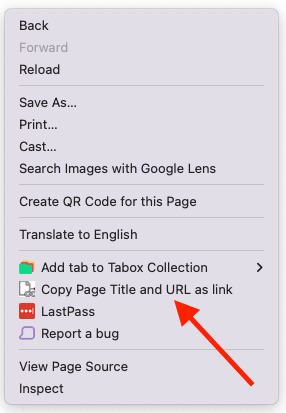 Back
Forward
Reload
Save As...
Print...
Cast...
Search Images with Google Lens
Create QR Code for this Page
Translate to English
Add tab to Tabox Collection
Copy Page Title and URL as link
LastPass
Report a bug
View Page Source
Inspect